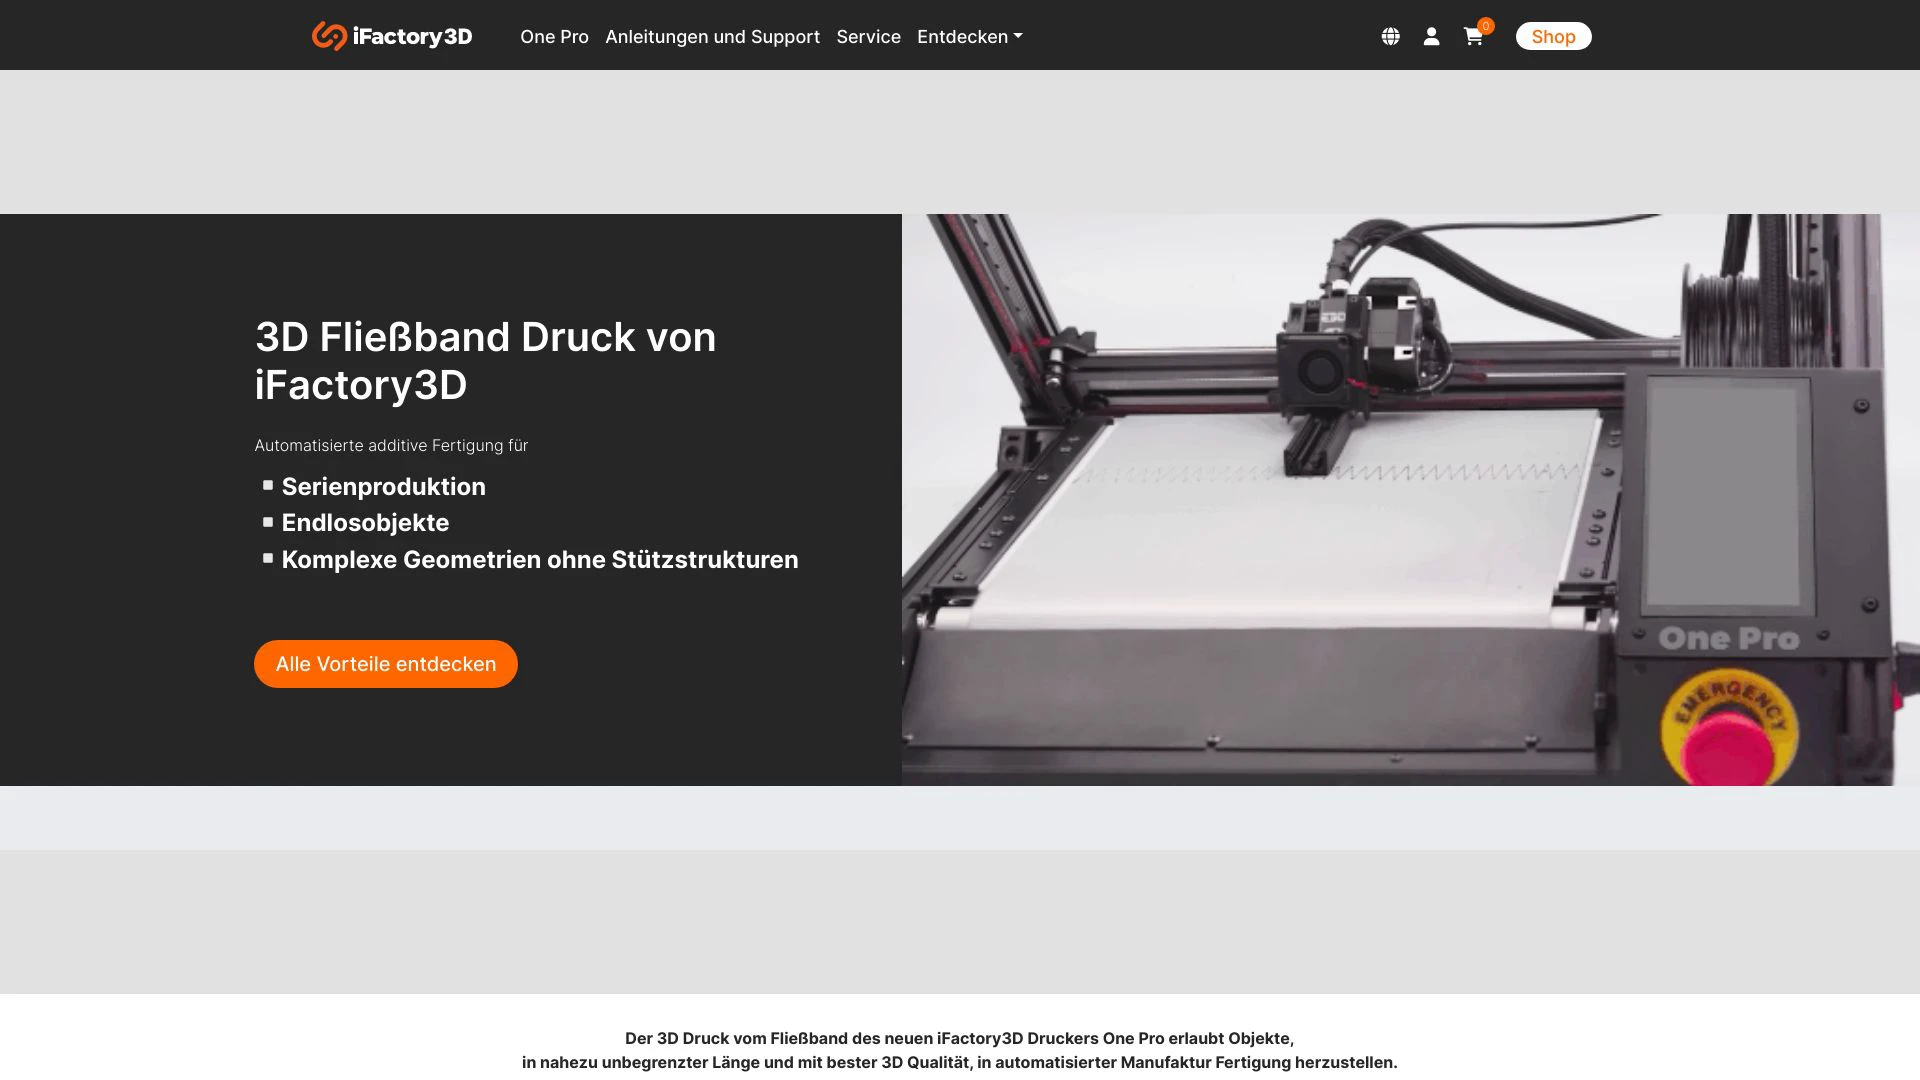 iFactory3D
One Pro
Anleitungen und Support
Service
Entdecken
0
Shop
3D Fließband Druck von
iFactory3D
Automatisierte additive Fertigung für
Serienproduktion
Endlosobjekte
Komplexe Geometrien ohne Stützstrukturen
Alle Vorteile entdecken
E3D
One Pro
EMERGENCY
Der 3D Druck vom Fließband des neuen iFactory3D Druckers One Pro erlaubt Objekte,
in nahezu unbegrenzter Länge und mit bester 3D Qualität, in automatisierter Manufaktur Fertigung herzustellen.